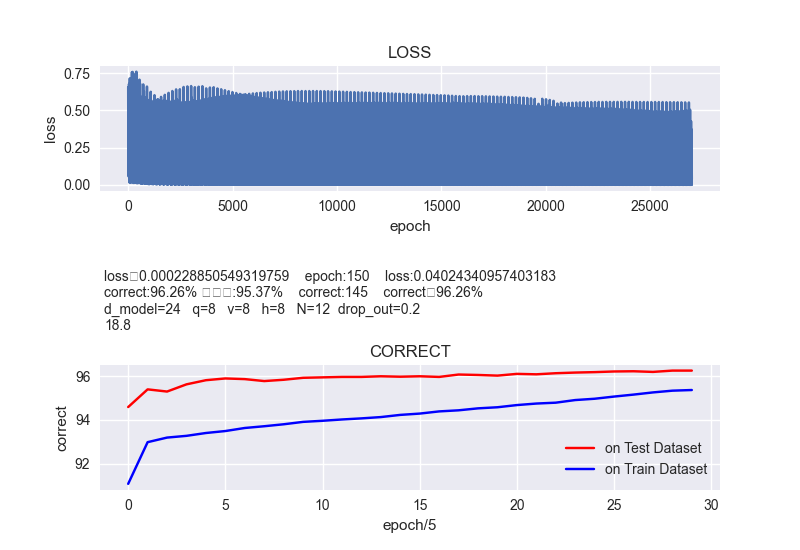 LOSS
0.75
0.50
0.25
0.00
loss
0 5000 10000 15000 20000 25000
epoch
loss□0.000228850549319759 epoch:150 loss:0.04024340957403183
correct:96.26% □□□:95.37% correct:145 correct□96.26%
d_model=24 q=8 v=8 h=8 N=12 drop_out=0.2
18.8
CORRECT
96
94
92
correct
on Test Dataset
on Train Dataset
0 5 10 15 20 25 30
epoch/5